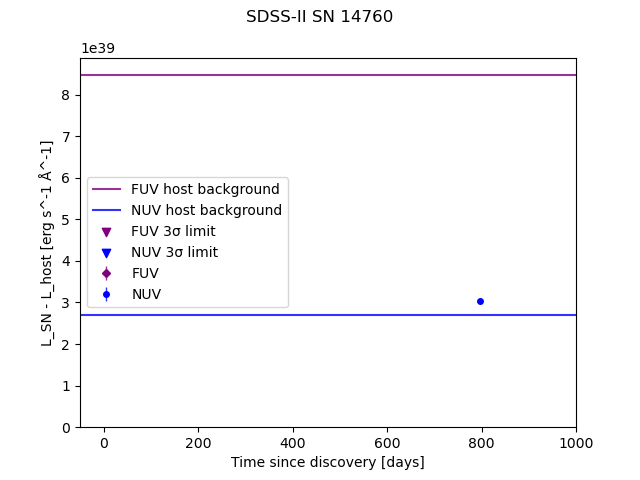 SDSS-II SN 14760
1e39
L_SN - L_host [erg s^-1 Å^-1]
8
7
6
5
4
3
2
1
0
FUV host background
NUV host background
FUV 3σ limit
NUV 3σ limit
FUV
NUV
0 200 400 600 800 1000
Time since discovery [days]